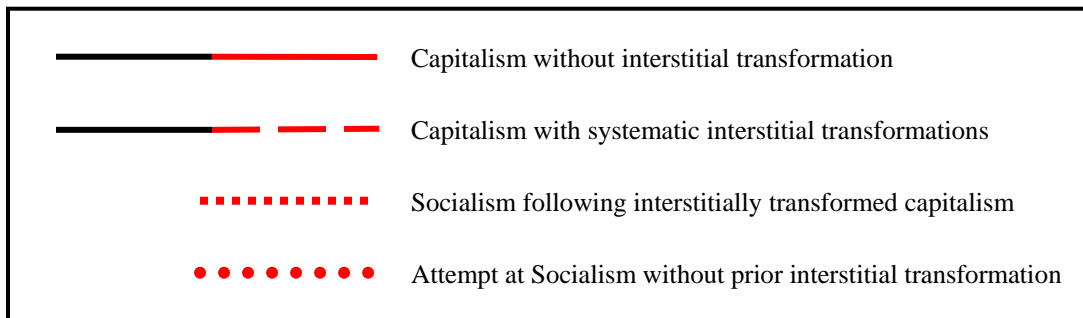 Capitalism without interstitial transformation
Capitalism with systematic interstitial transformations
Socialism following interstitially transformed capitalism
Attempt at Socialism without prior interstitial transformation